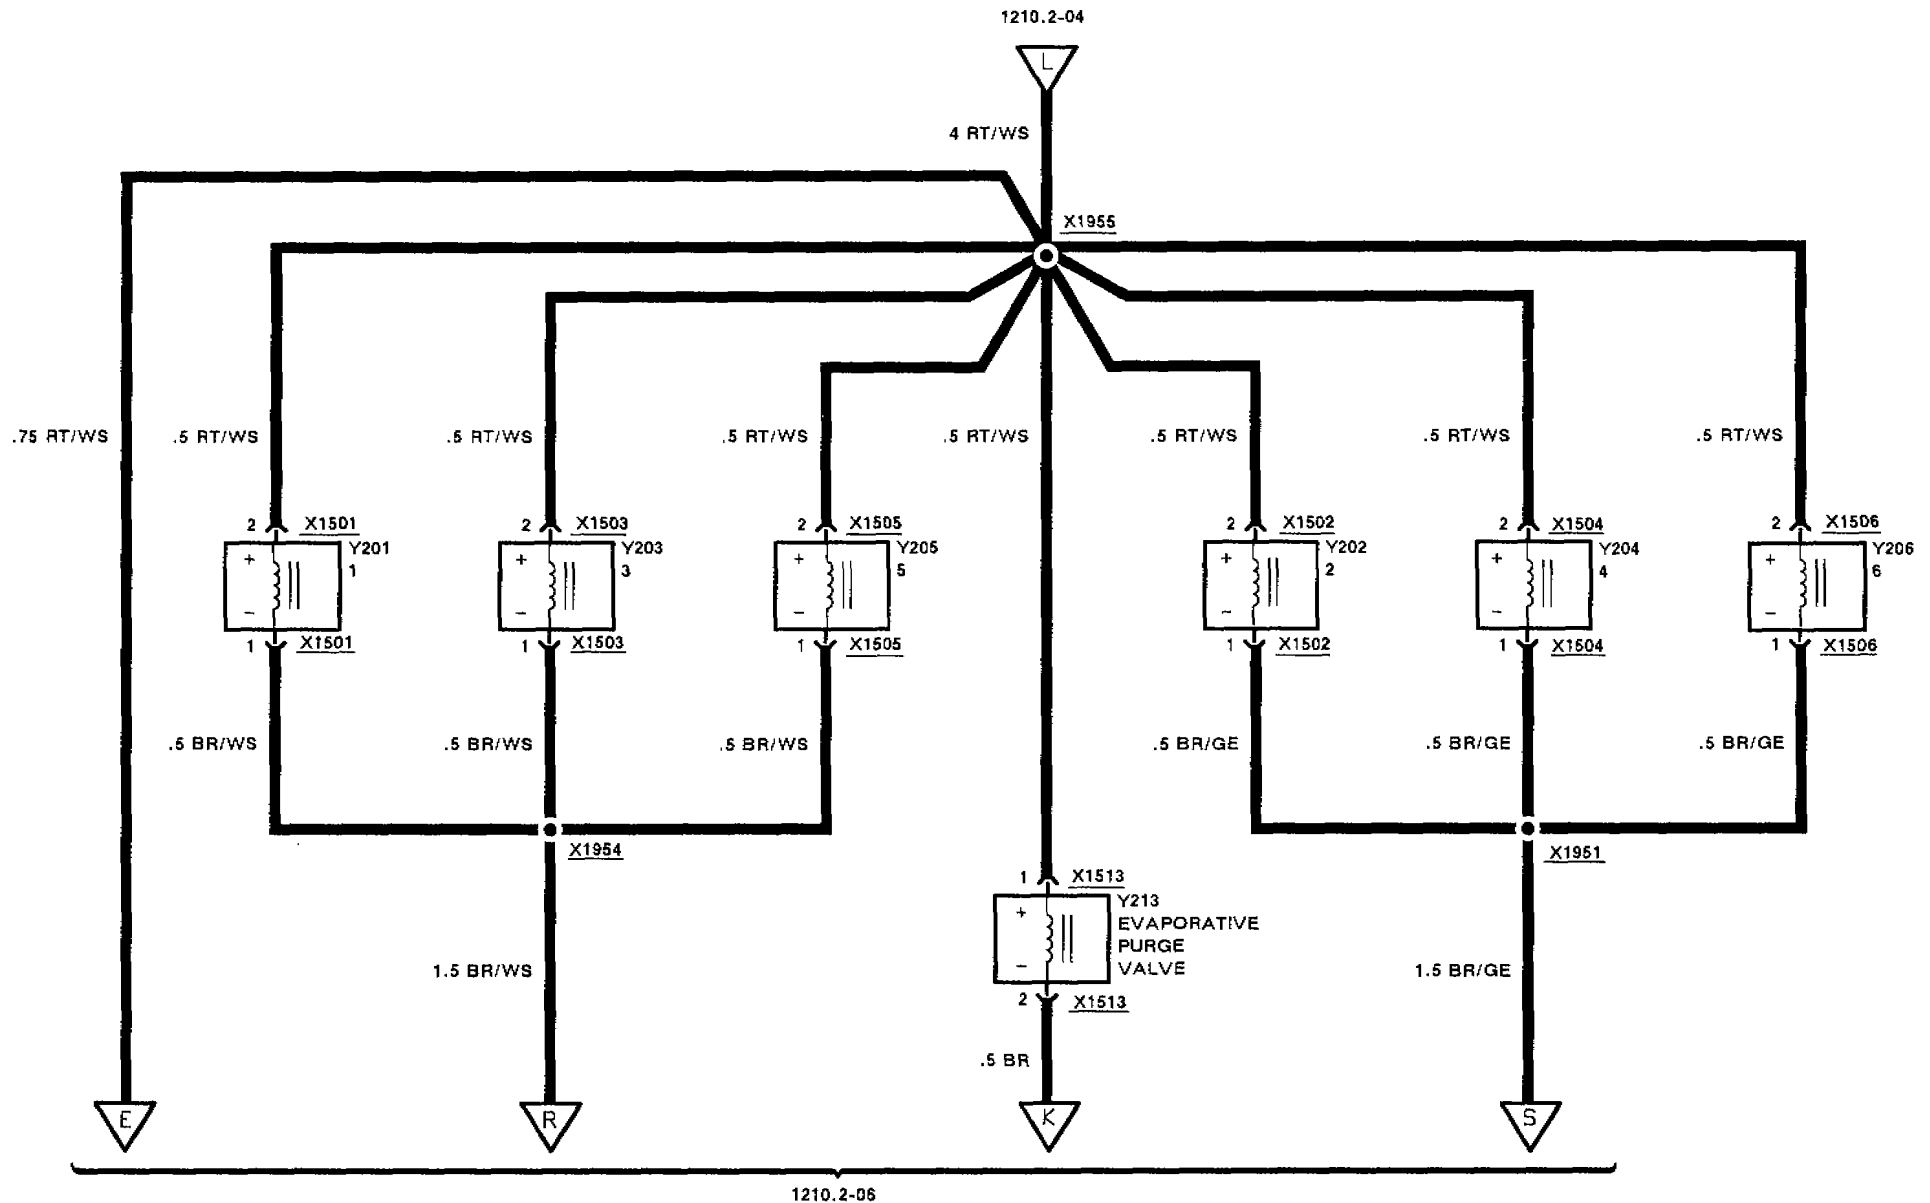 1210.2-04
L
4 RT/WS
X1955
.75 RT/WS
.5 RT/WS
.5 RT/WS
.5 RT/WS
.5 RT/WS
.5 RT/WS
.5 RT/WS
.5 RT/WS
2 X1501
2 X1503
2 X1505
2 X1502
2 X1504
2 X1506
+ Y201
1
−
+ Y203
3
−
+ Y205
5
−
+ Y202
2
−
+ Y204
4
−
+ Y206
6
−
1 X1501
1 X1503
1 X1505
1 X1502
1 X1504
1 X1506
.5 BR/WS
.5 BR/WS
.5 BR/WS
.5 BR/GE
.5 BR/GE
.5 BR/GE
X1954
X1951
1 X1513
+ Y213
EVAPORATIVE
PURGE
− VALVE
2 X1513
1.5 BR/WS
1.5 BR/GE
.5 BR
E
R
K
S
1210.2-06